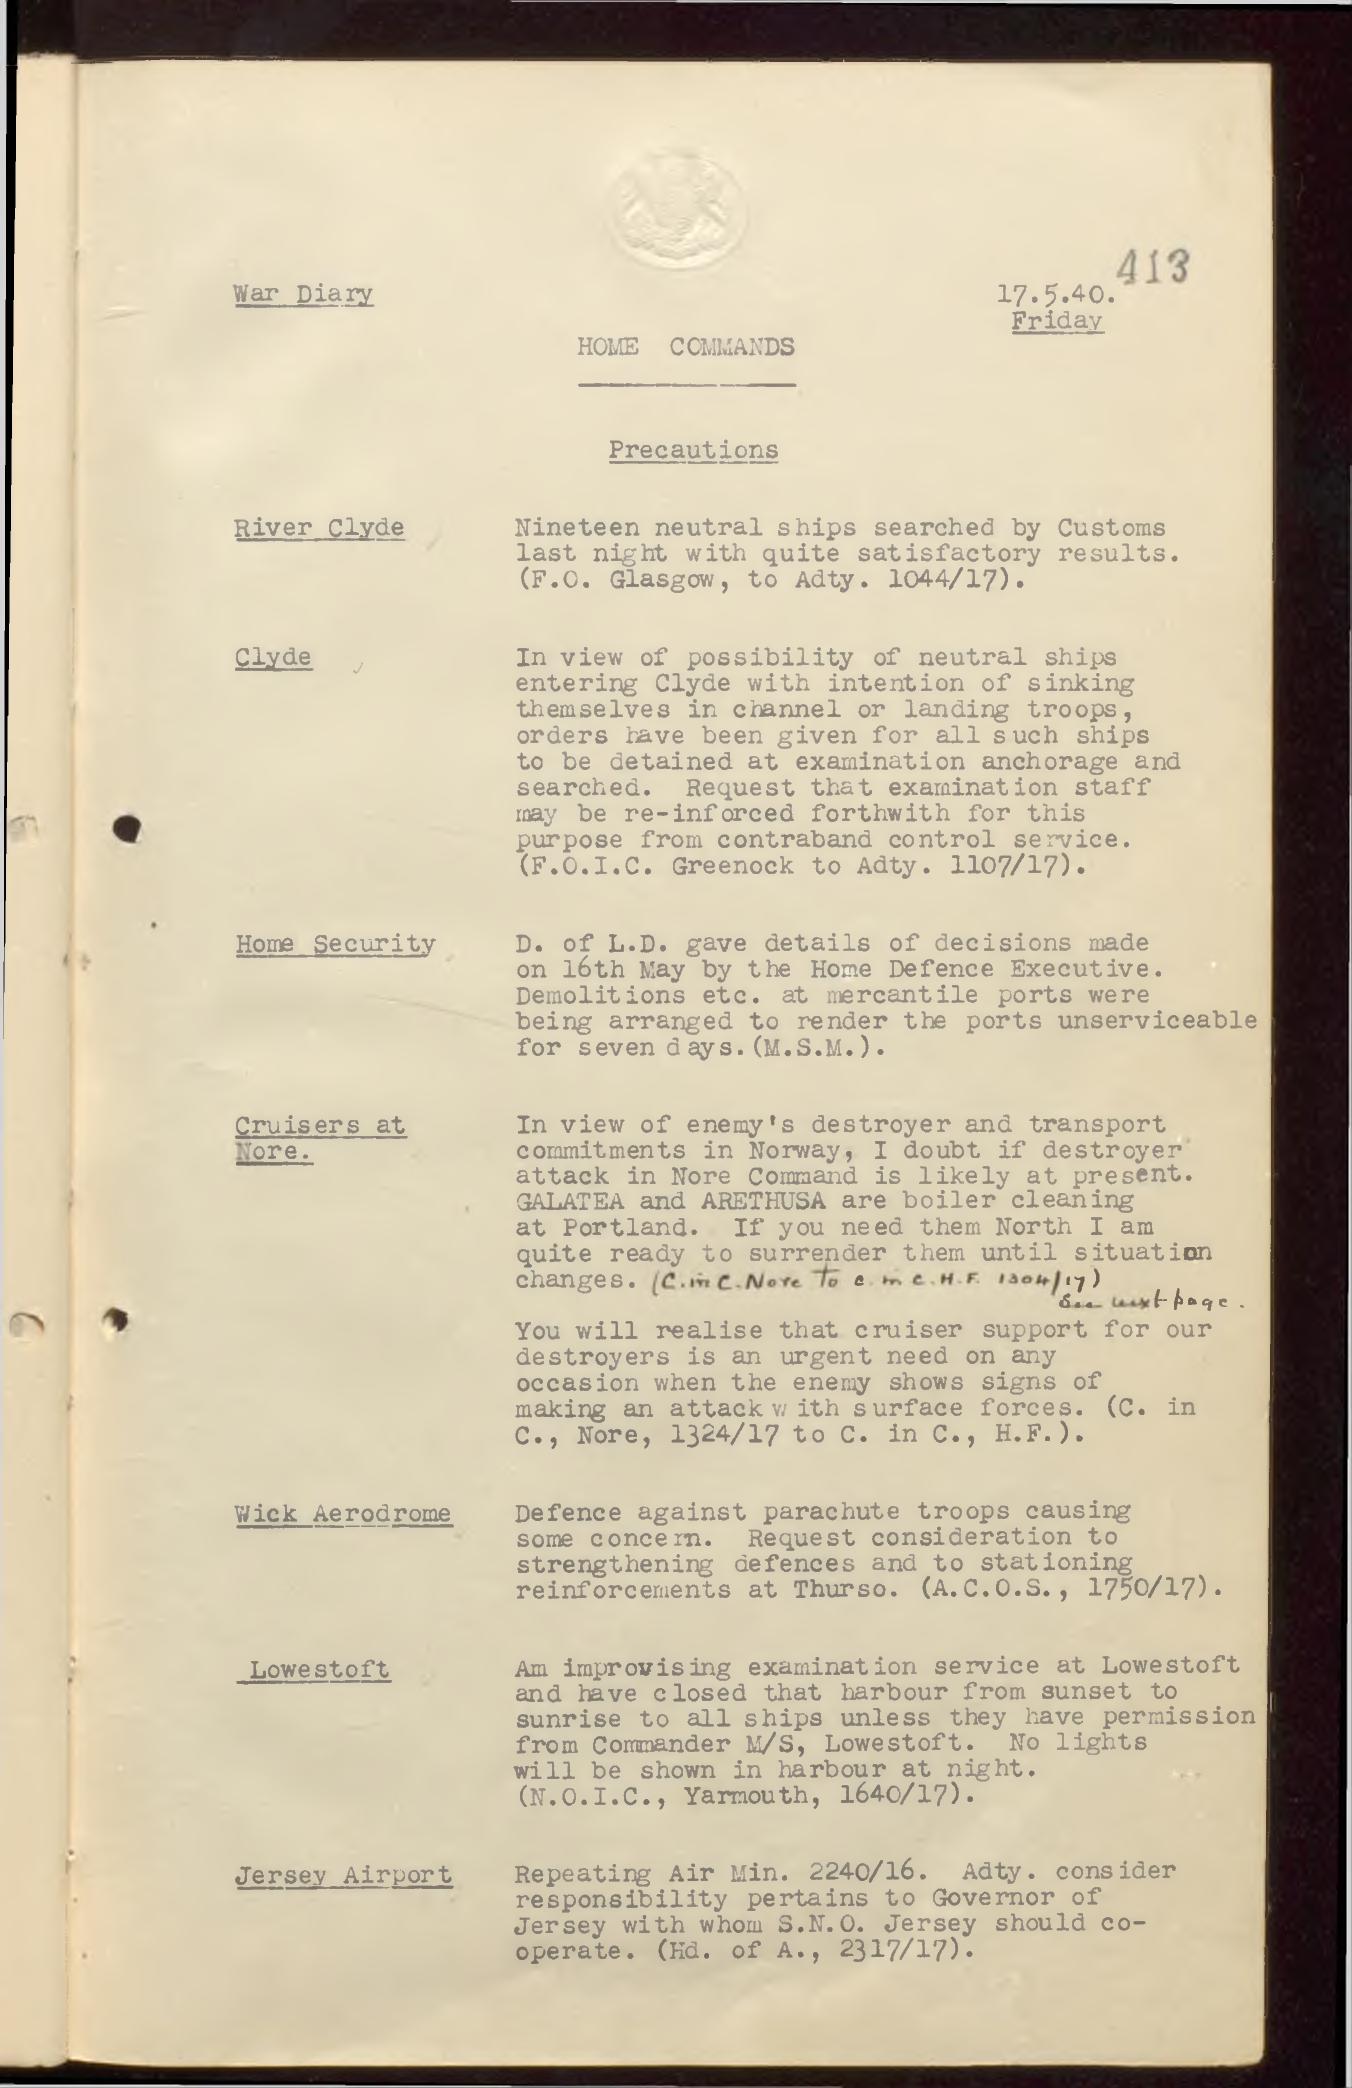 413
War Diary
17.5.40.
Friday
HOME COMMANDS
Precautions
River Clyde
Nineteen neutral ships searched by Customs
last night with quite satisfactory results.
(F.O. Glasgow, to Adty. 1044/17).
Clyde
In view of possibility of neutral ships
entering Clyde with intention of sinking
themselves in channel or landing troops,
orders have been given for all such ships
to be detained at examination anchorage and
searched. Request that examination staff
may be re-inforced forthwith for this
purpose from contraband control service.
(F.O.I.C. Greenock to Adty. 1107/17).
Home Security
D. of L.D. gave details of decisions made
on 16th May by the Home Defence Executive.
Demolitions etc. at mercantile ports were
being arranged to render the ports unserviceable
for seven days.(M.S.M.).
Cruisers at
Nore.
In view of enemy's destroyer and transport
commitments in Norway, I doubt if destroyer
attack in Nore Command is likely at present.
GALATEA and ARETHUSA are boiler cleaning
at Portland. If you need them North I am
quite ready to surrender them until situation
changes. (C.in C. Nore to C. in C. H.F. 1304/17)
See next page.
You will realise that cruiser support for our
destroyers is an urgent need on any
occasion when the enemy shows signs of
making an attack with surface forces. (C. in
C., Nore, 1324/17 to C. in C., H.F.).
Wick Aerodrome
Defence against parachute troops causing
some concern. Request consideration to
strengthening defences and to stationing
reinforcements at Thurso. (A.C.O.S., 1750/17).
Lowestoft
Am improvising examination service at Lowestoft
and have closed that harbour from sunset to
sunrise to all ships unless they have permission
from Commander M/S, Lowestoft. No lights
will be shown in harbour at night.
(N.O.I.C., Yarmouth, 1640/17).
Jersey Airport
Repeating Air Min. 2240/16. Adty. consider
responsibility pertains to Governor of
Jersey with whom S.N.O. Jersey should co-
operate. (Hd. of A., 2317/17).